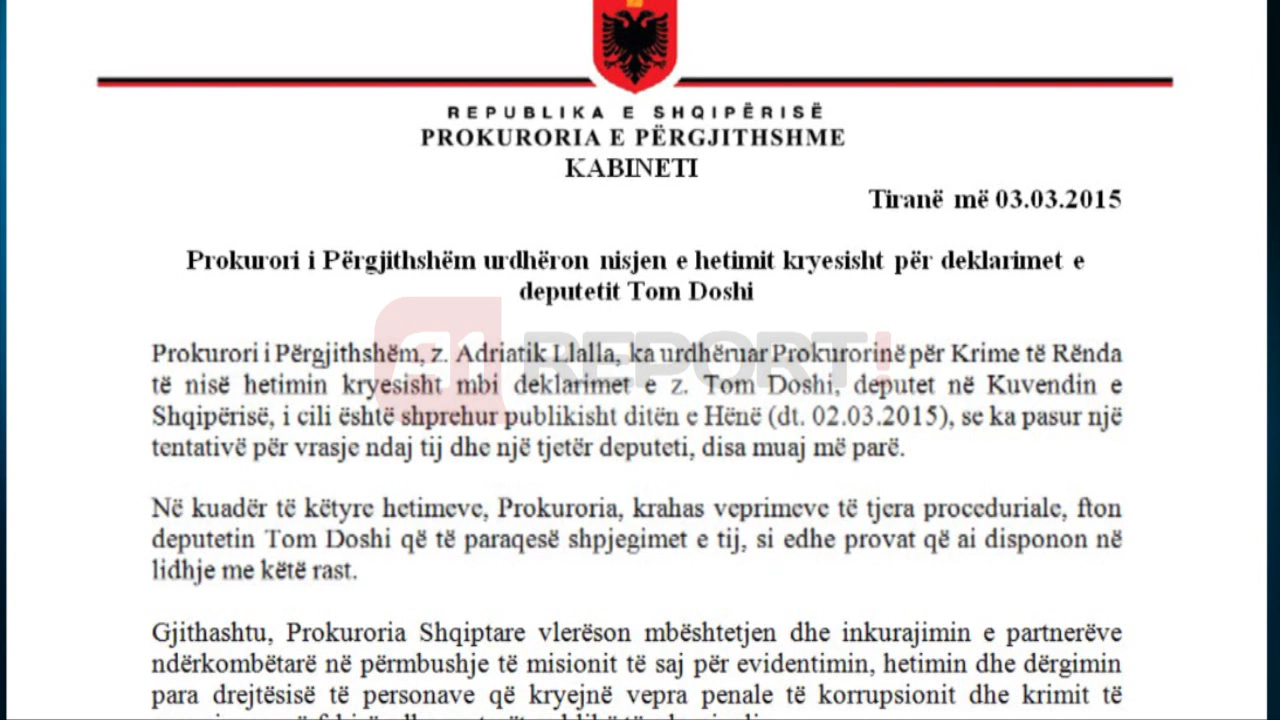 REPUBLIKA E SHQIPËRISË
PROKURORIA E PËRGJITHSHME
KABINETI
Tiranë më 03.03.2015
Prokurori i Përgjithshëm urdhëron nisjen e hetimit kryesisht për deklarimet e
deputetit Tom Doshi
A1 REPORT!
Prokurori i Përgjithshëm, z. Adriatik Llalla, ka urdhëruar Prokurorinë për Krime të Rënda
të nisë hetimin kryesisht mbi deklarimet e z. Tom Doshi, deputet në Kuvendin e
Shqipërisë, i cili është shprehur publikisht ditën e Hënë (dt. 02.03.2015), se ka pasur një
tentativë për vrasje ndaj tij dhe një tjetër deputeti, disa muaj më parë.
Në kuadër të këtyre hetimeve, Prokuroria, krahas veprimeve të tjera proceduriale, fton
deputetin Tom Doshi që të paraqesë shpjegimet e tij, si edhe provat që ai disponon në
lidhje me këtë rast.
Gjithashtu, Prokuroria Shqiptare vlerëson mbështetjen dhe inkurajimin e partnerëve
ndërkombëtarë në përmbushje të misionit të saj për evidentimin, hetimin dhe dërgimin
para drejtësisë të personave që kryejnë vepra penale të korrupsionit dhe krimit të